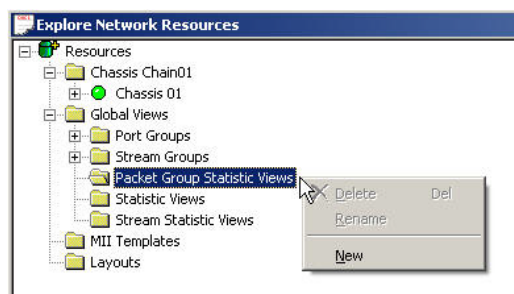 Explore Network Resources
Resources
Chassis Chain01
Chassis 01
Global Views
Port Groups
Stream Groups
Packet Group Statistic Views
Statistic Views
Stream Statistic Views
MII Templates
Layouts
Delete Del
Rename
New